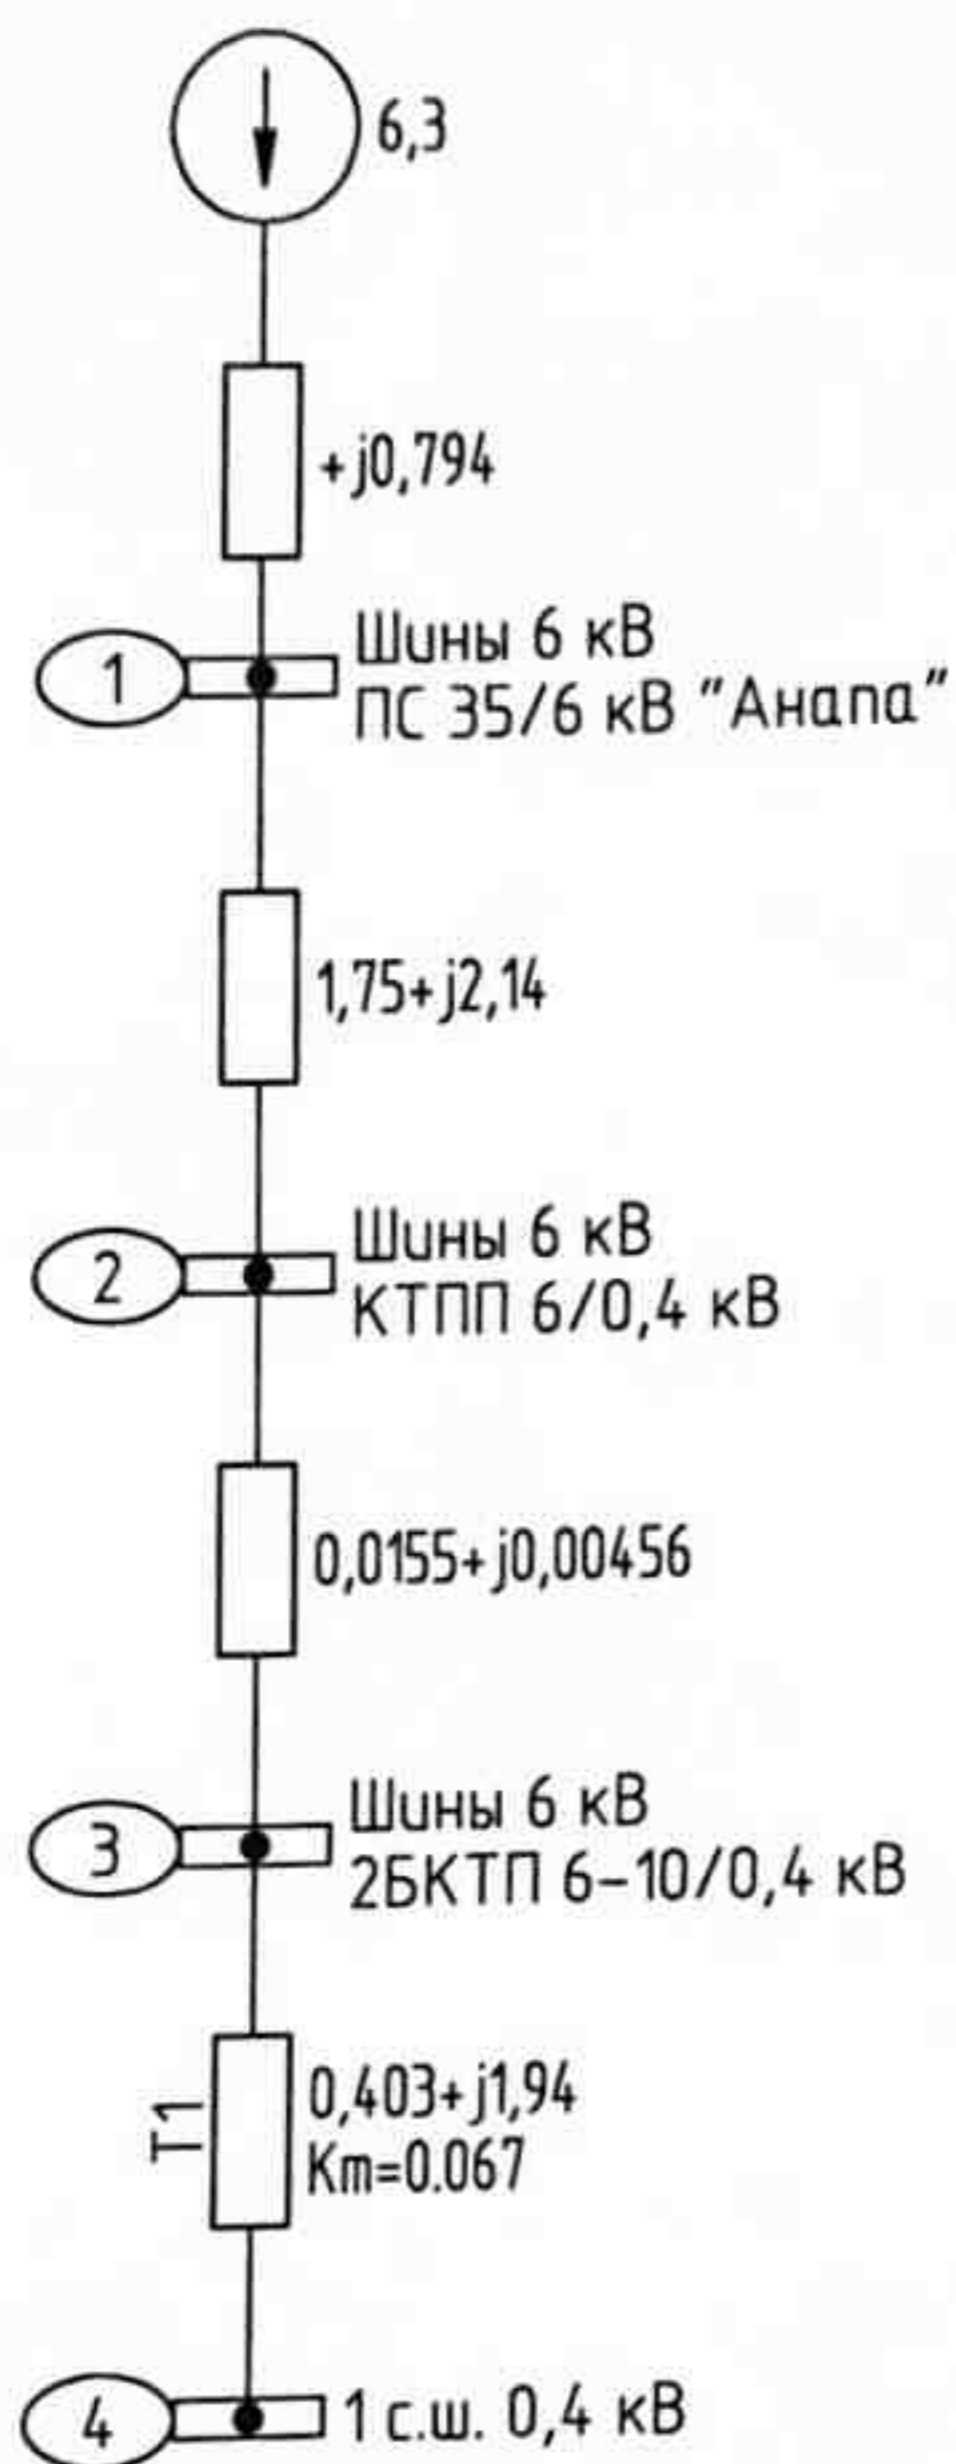 6,3
+j0,794
1
Шины 6 кВ
ПС 35/6 кВ "Анапа"
1,75+j2,14
2
Шины 6 кВ
КТПП 6/0,4 кВ
0,0155+j0,00456
3
Шины 6 кВ
2БКТП 6-10/0,4 кВ
Т1
0,403+j1,94
Кт=0.067
4
1 с.ш. 0,4 кВ